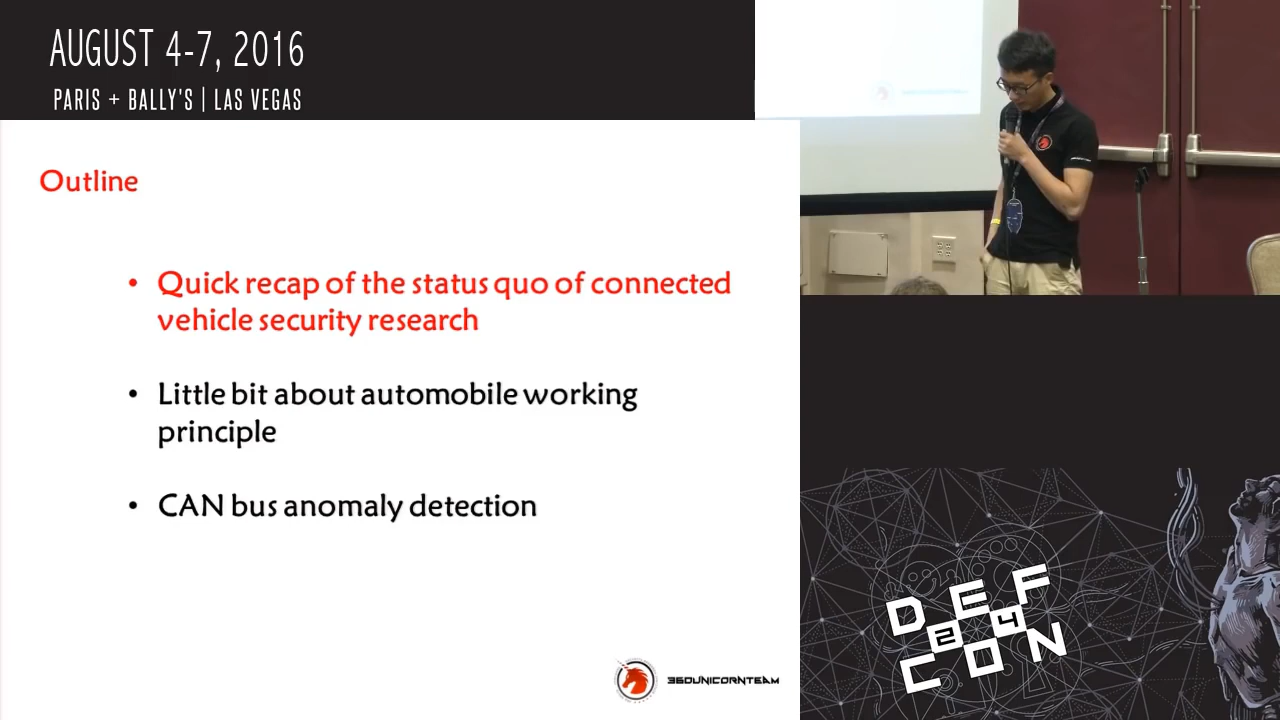 AUGUST 4-7, 2016
PARIS + BALLY'S | LAS VEGAS
Outline
• Quick recap of the status quo of connected
vehicle security research
• Little bit about automobile working
principle
• CAN bus anomaly detection
360UNICORNTEAM
DEF
24
CON